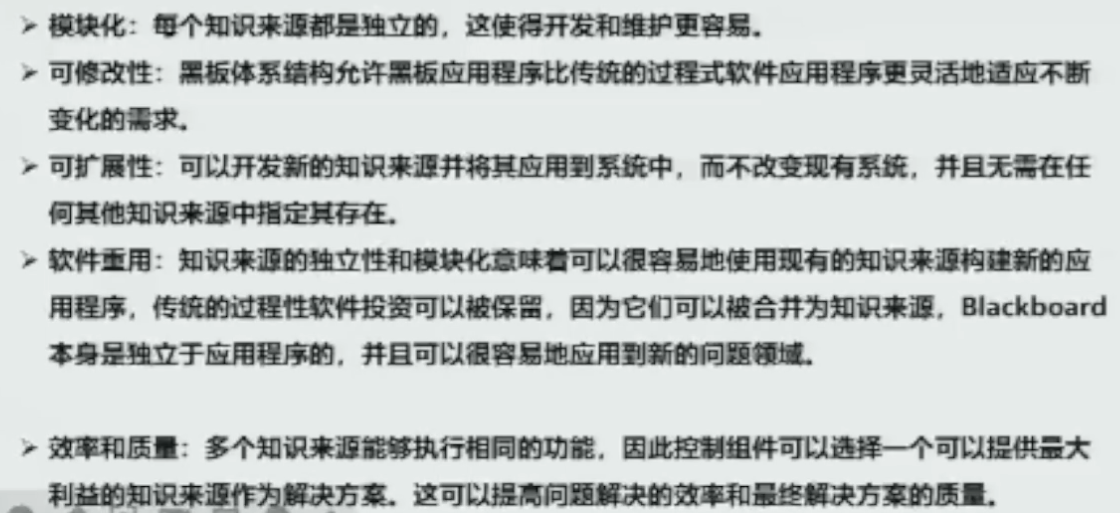 ➢ 模块化：每个知识来源都是独立的，这使得开发和维护更容易。
➢ 可修改性：黑板体系结构允许黑板应用程序比传统的过程式软件应用程序更灵活地适应不断
变化的需求。
➢ 可扩展性：可以开发新的知识来源并将其应用到系统中，而不改变现有系统，并且无需在任
何其他知识来源中指定其存在。
➢ 软件重用：知识来源的独立性和模块化意味着可以很容易地使用现有的知识来源构建新的应
用程序，传统的过程性软件投资可以被保留，因为它们可以被合并为知识来源，Blackboard
本身是独立于应用程序的，并且可以很容易地应用到新的问题领域。
➢ 效率和质量：多个知识来源能够执行相同的功能，因此控制组件可以选择一个可以提供最大
利益的知识来源作为解决方案。这可以提高问题解决的效率和最终解决方案的质量。